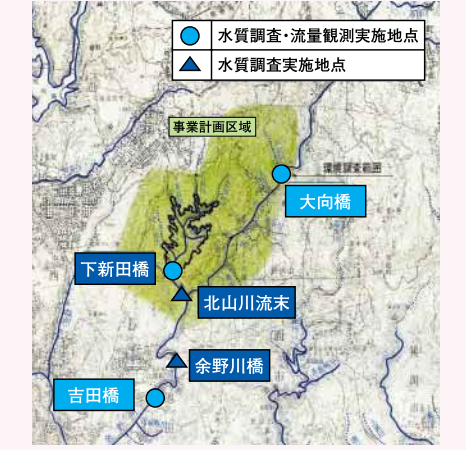 水質調査・流量観測実施地点
水質調査実施地点
事業計画区域
環境調査範囲
大向橋
下新田橋
北山川流末
余野川橋
吉田橋